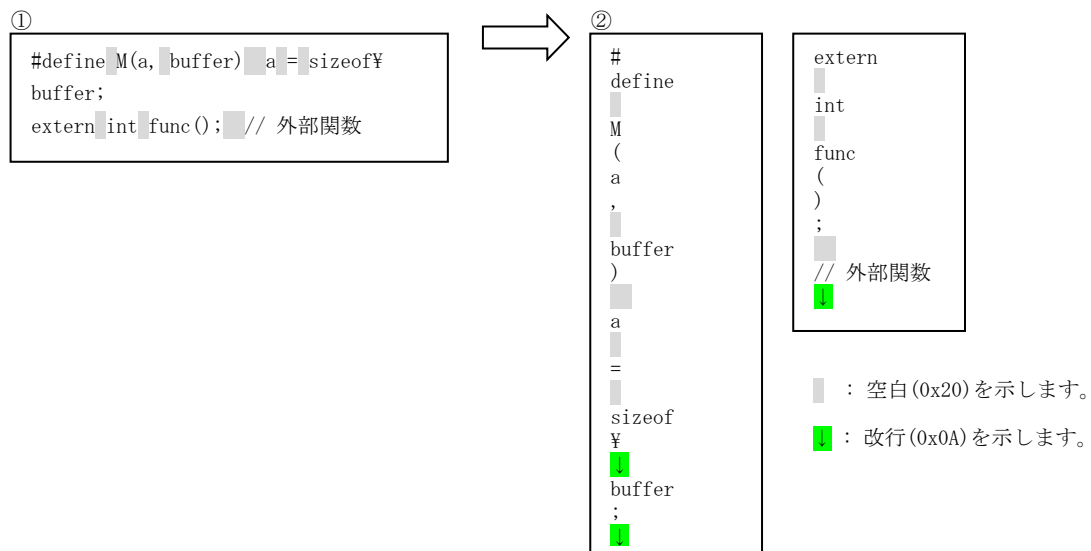 ①
#define M(a, buffer)  a = sizeof¥
buffer;
extern int func();  // 外部関数
②
#
define
M
(
a
,
buffer
)
a
=
sizeof
¥
↓
buffer
;
↓
extern
int
func
(
)
;
// 外部関数
↓
: 空白(0x20)を示します。
↓ : 改行(0x0A)を示します。